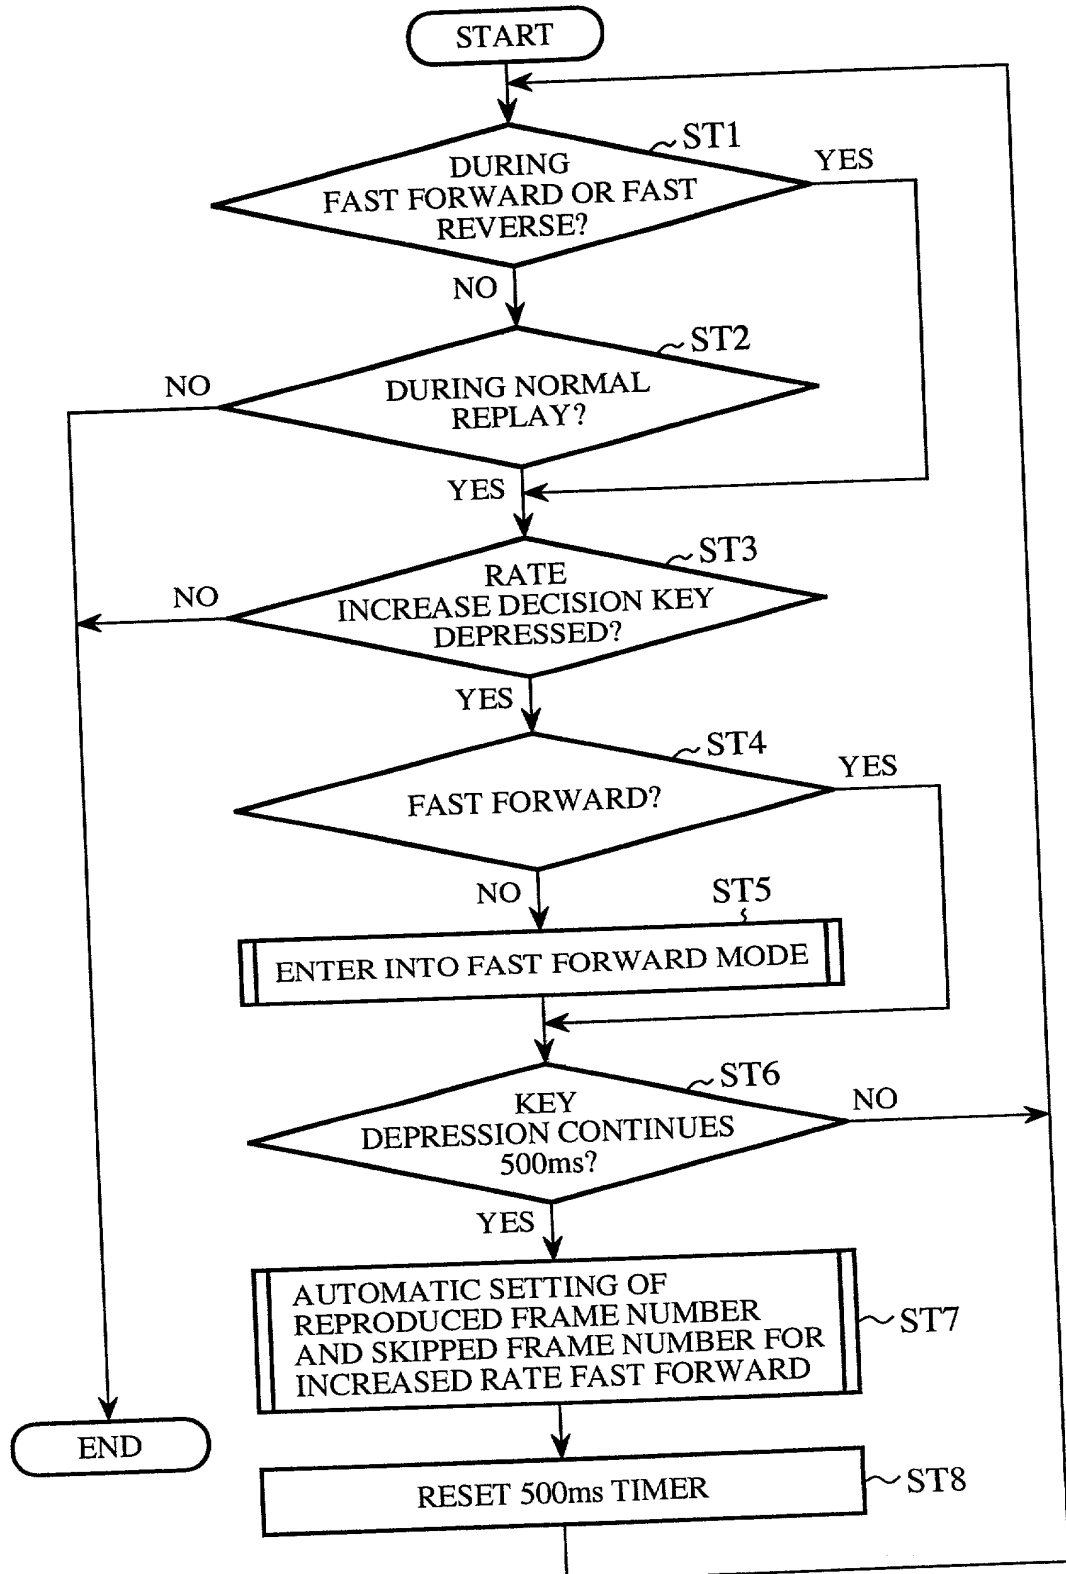 START
ST1
YES
DURING
FAST FORWARD OR FAST
REVERSE?
NO
ST2
NO
DURING NORMAL
REPLAY?
YES
ST3
NO
RATE
INCREASE DECISION KEY
DEPRESSED?
YES
ST4
YES
FAST FORWARD?
NO
ST5
ENTER INTO FAST FORWARD MODE
ST6
NO
KEY
DEPRESSION CONTINUES
500ms?
YES
AUTOMATIC SETTING OF
REPRODUCED FRAME NUMBER
AND SKIPPED FRAME NUMBER FOR
INCREASED RATE FAST FORWARD
ST7
END
RESET 500ms TIMER
ST8